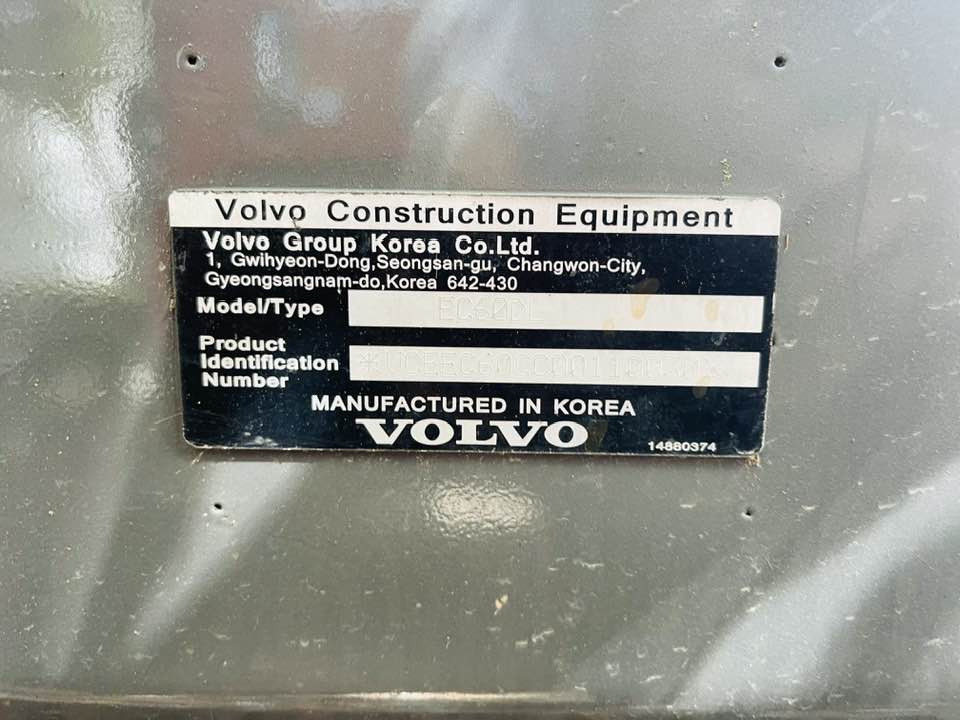 Volvo Construction Equipment
Volvo Group Korea Co.Ltd.
1, Gwihyeon-Dong,Seongsan-gu, Changwon-City,
Gyeongsangnam-do,Korea 642-430
Model/Type EC60DL
Product
Identification
Number
MANUFACTURED IN KOREA
VOLVO
14880374